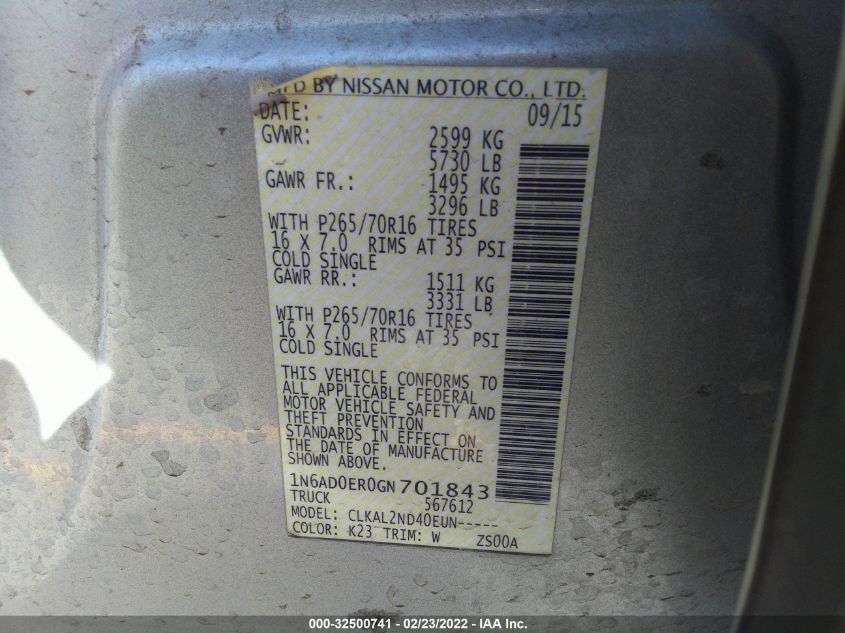 MFD BY NISSAN MOTOR CO., LTD.
DATE: 09/15
GVWR: 2599 KG
5730 LB
GAWR FR.: 1495 KG
3296 LB
WITH P265/70R16 TIRES
16 X 7.0 RIMS AT 35 PSI
COLD SINGLE
GAWR RR.: 1511 KG
3331 LB
WITH P265/70R16 TIRES
16 X 7.0 RIMS AT 35 PSI
COLD SINGLE
THIS VEHICLE CONFORMS TO
ALL APPLICABLE FEDERAL
MOTOR VEHICLE SAFETY AND
THEFT PREVENTION
STANDARDS IN EFFECT ON
THE DATE OF MANUFACTURE
SHOWN ABOVE.
1N6AD0ER0GN701843
TRUCK 567612
MODEL: CLKAL2ND40EUN-----
COLOR: K23 TRIM: W ZS00A
000-32500741 - 02/23/2022 - IAA Inc.